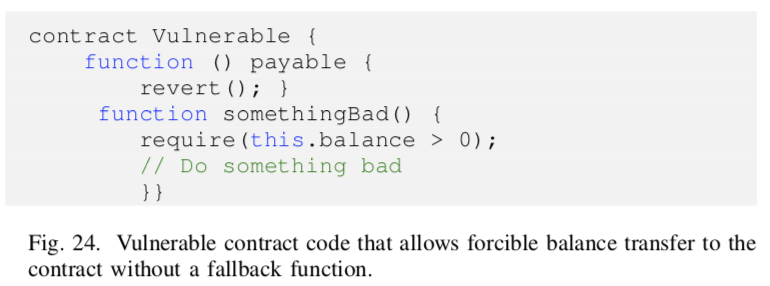 contract Vulnerable {
function () payable {
revert(); }
function somethingBad() {
require(this.balance > 0);
// Do something bad
}}
Fig. 24. Vulnerable contract code that allows forcible balance transfer to the
contract without a fallback function.